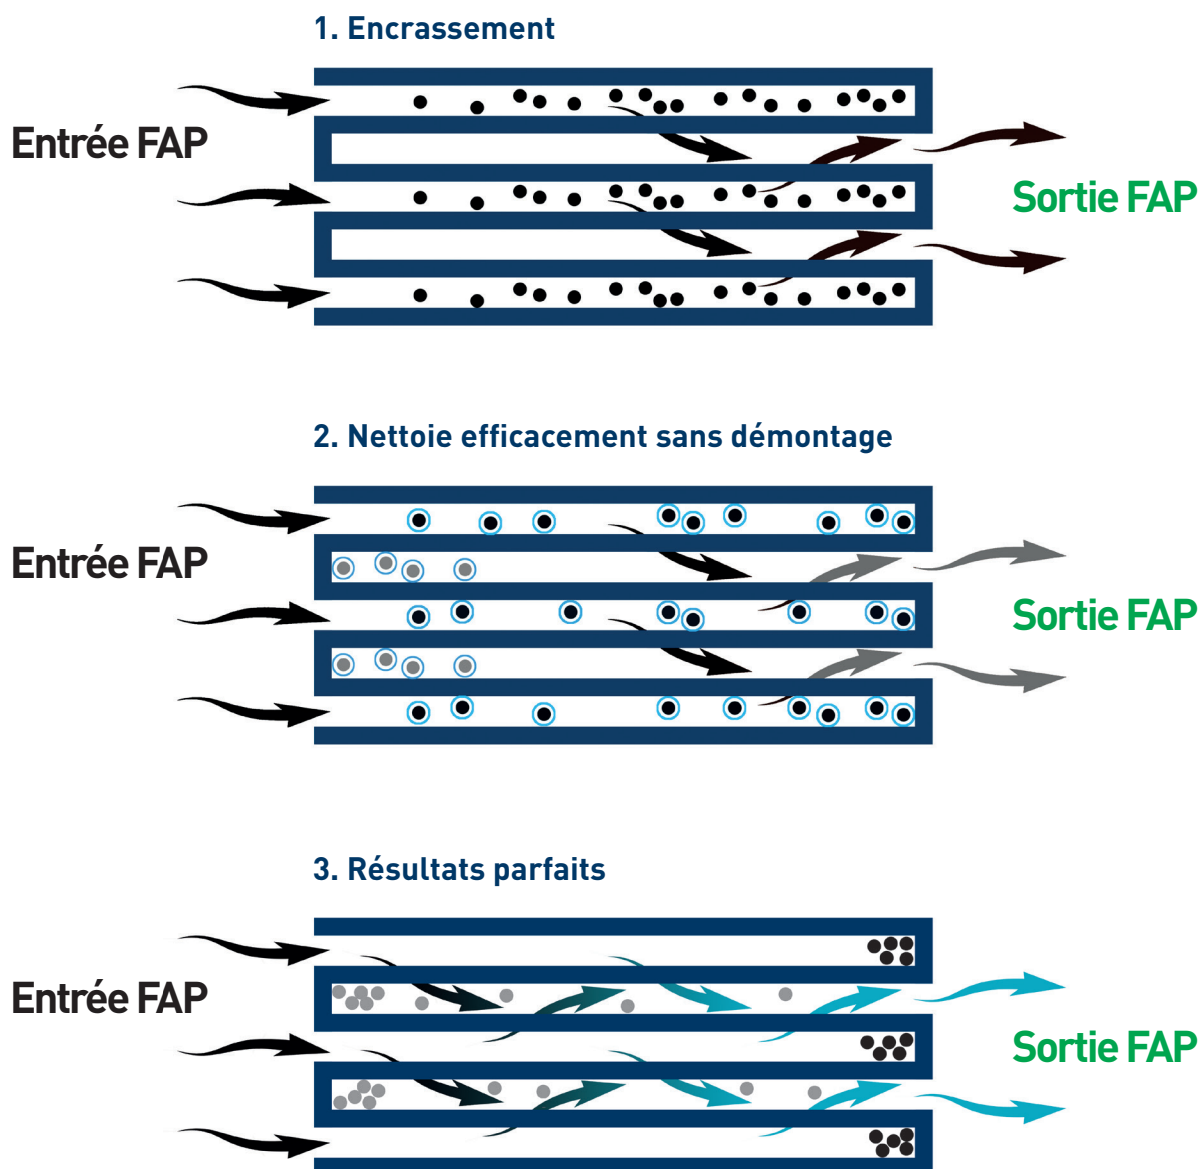 1. Encrassement
Entrée FAP
Sortie FAP
2. Nettoie efficacement sans démontage
Entrée FAP
Sortie FAP
3. Résultats parfaits
Entrée FAP
Sortie FAP